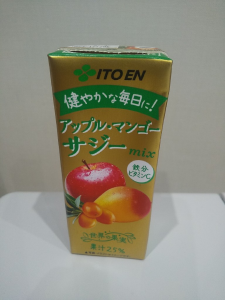 ITO EN
健やかな毎日に!
アップル・マンゴー
サジーmix
鉄分
ビタミンC
果汁25%